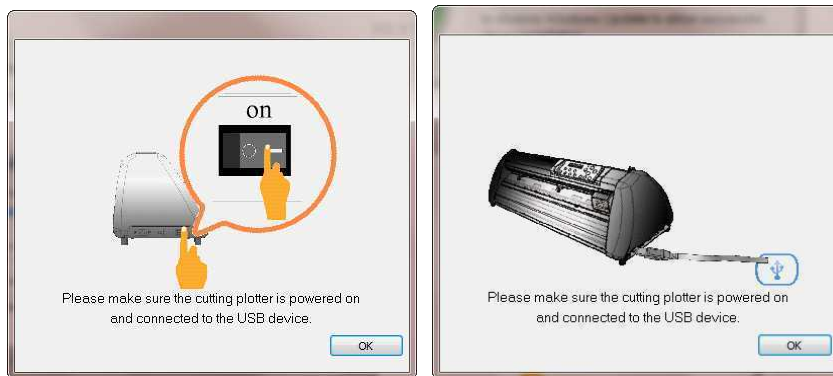 on
Please make sure the cutting plotter is powered on
and connected to the USB device.
OK
Please make sure the cutting plotter is powered on
and connected to the USB device.
OK